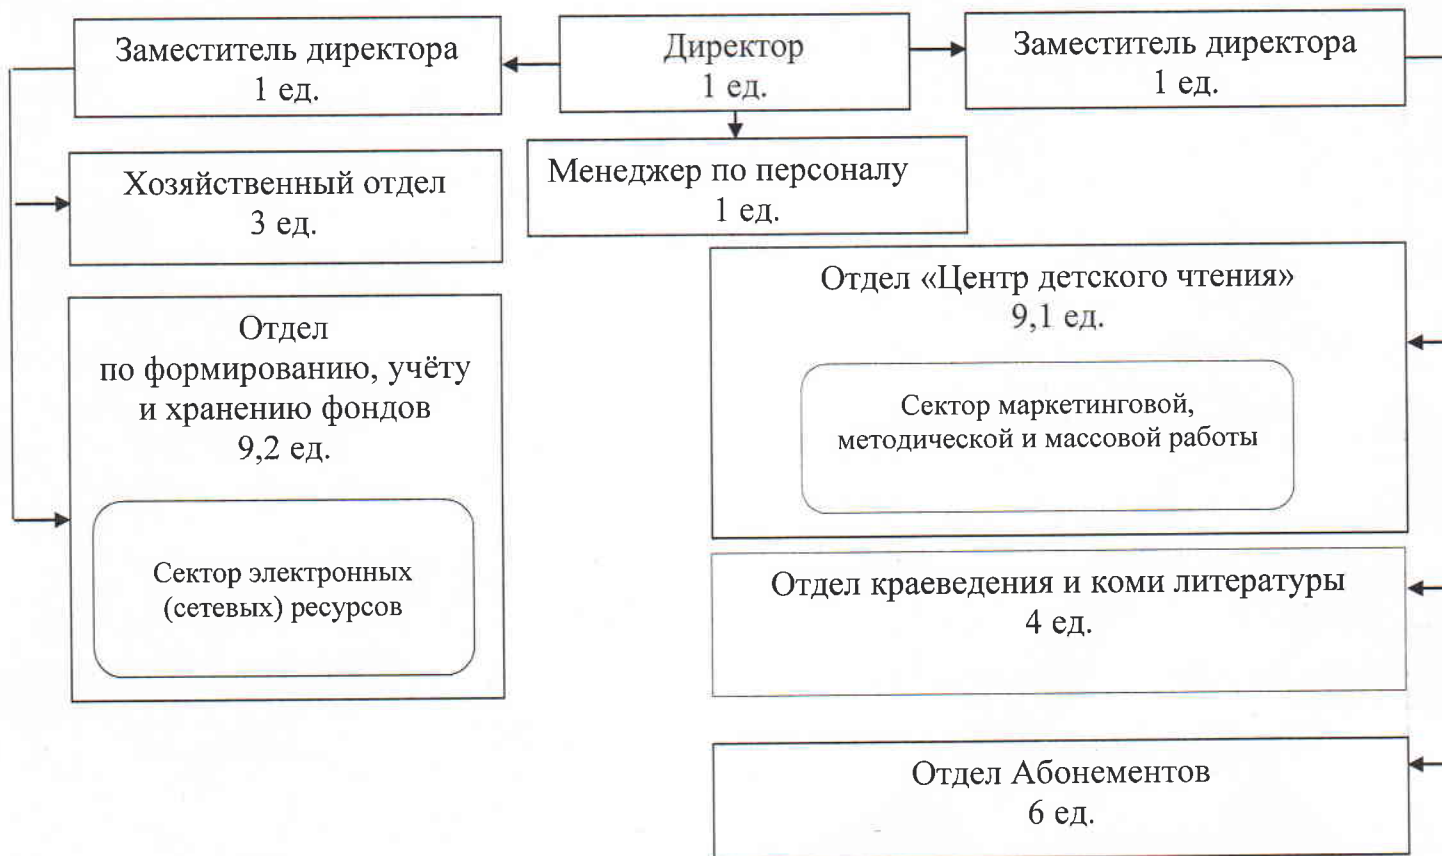 Заместитель директора
1 ед.
Директор
1 ед.
Заместитель директора
1 ед.
Менеджер по персоналу
1 ед.
Хозяйственный отдел
3 ед.
Отдел
по формированию, учёту
и хранению фондов
9,2 ед.
Сектор электронных
(сетевых) ресурсов
Отдел «Центр детского чтения»
9,1 ед.
Сектор маркетинговой,
методической и массовой работы
Отдел краеведения и коми литературы
4 ед.
Отдел Абонементов
6 ед.